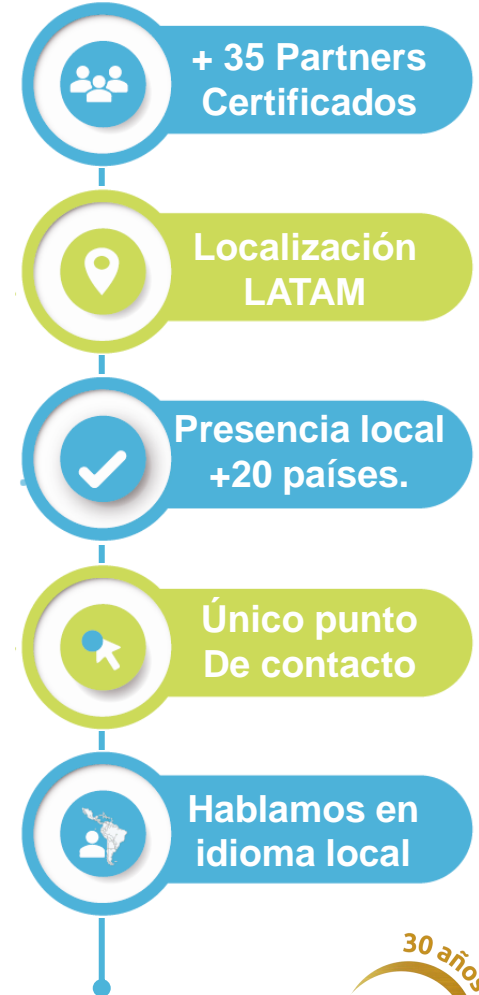 + 35 Partners
Certificados
Localización
LATAM
Presencia local
+20 países.
Único punto
De contacto
Hablamos en
idioma local
30 años